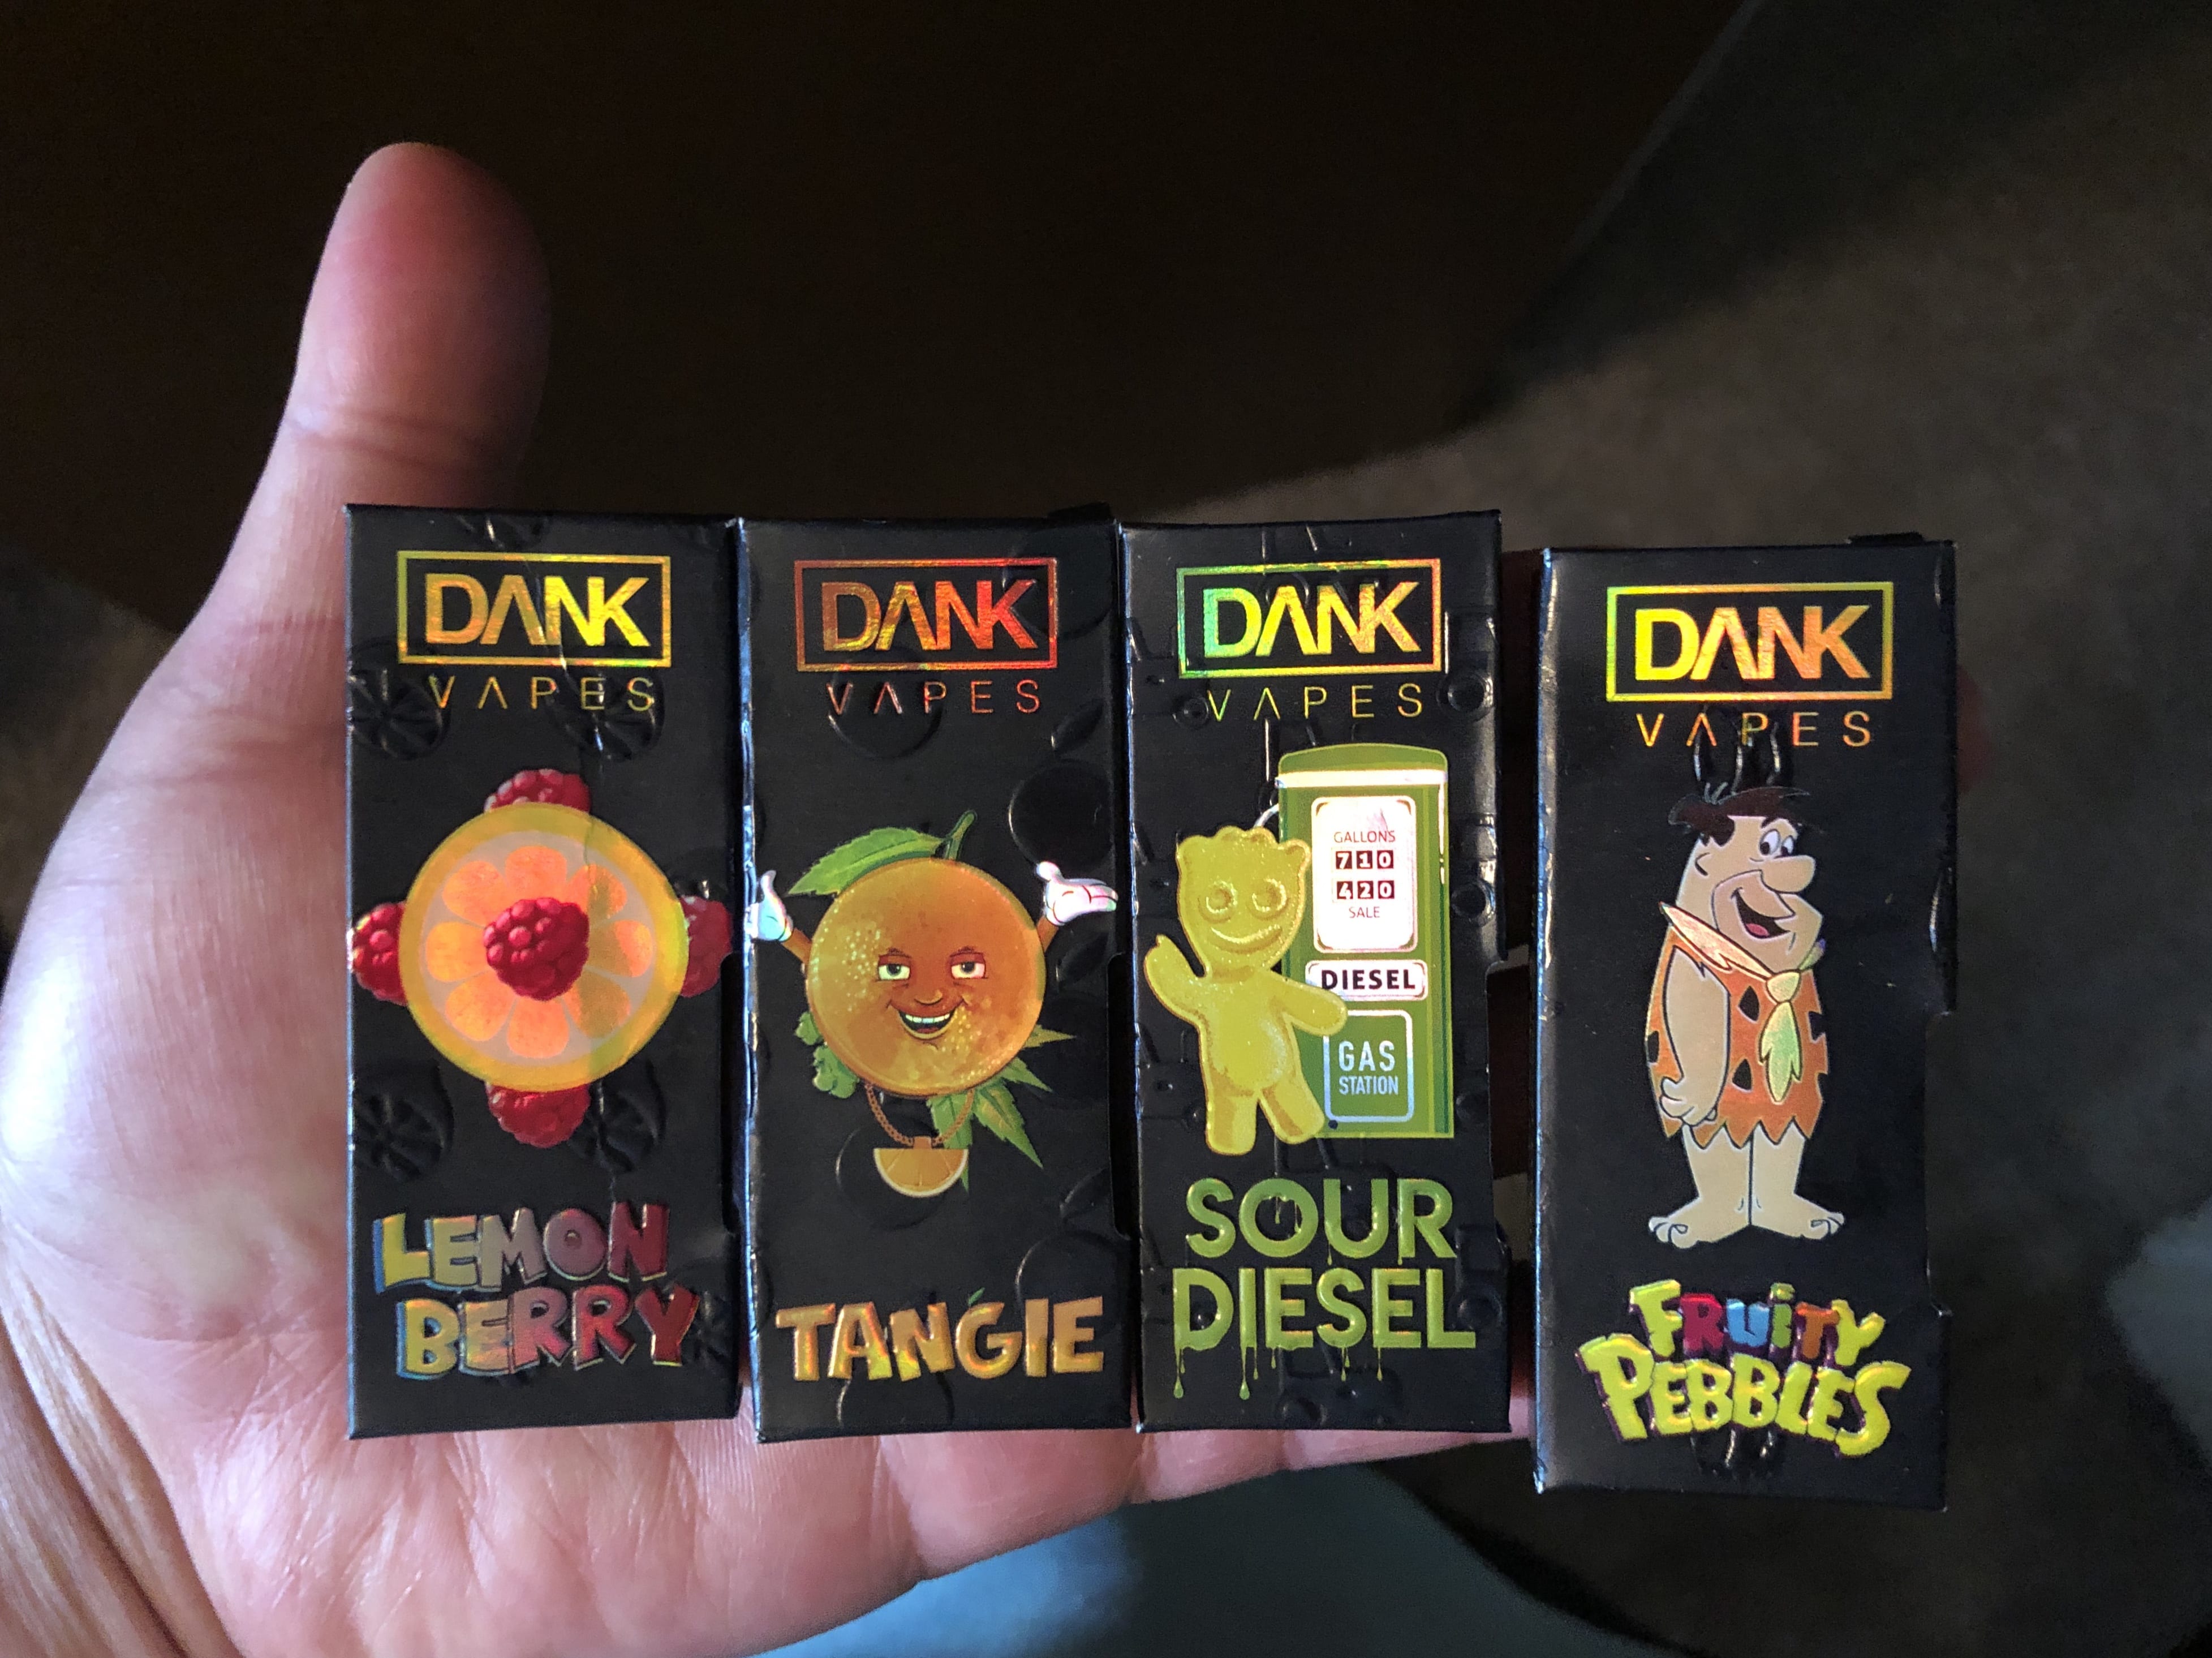 DANK
VAPES
LEMON
BERRY
DANK
VAPES
TANGIE
DANK
VAPES
GALLONS
710
420
SALE
DIESEL
GAS
STATION
SOUR
DIESEL
DANK
VAPES
FRUiTY
PEBBLES